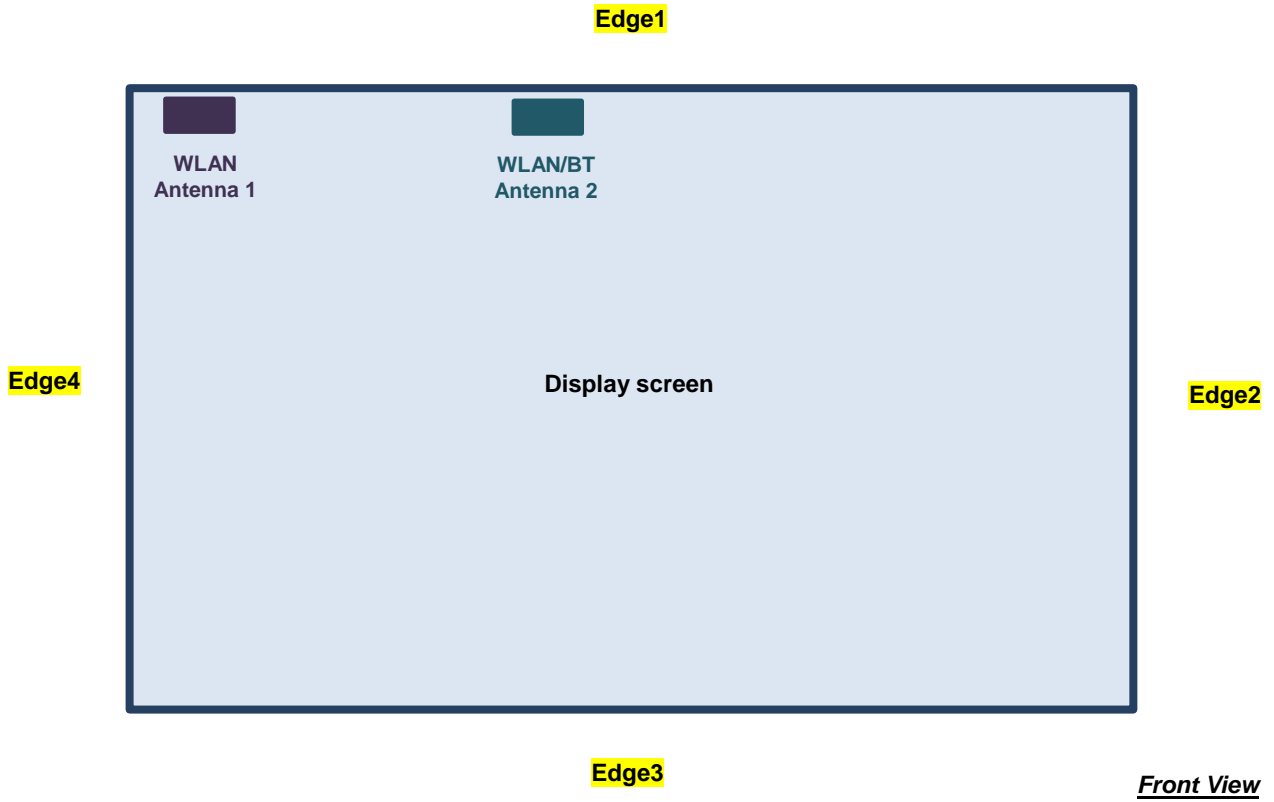 Edge1
WLAN
Antenna 1
WLAN/BT
Antenna 2
Edge4
Display screen
Edge2
Edge3
Front View